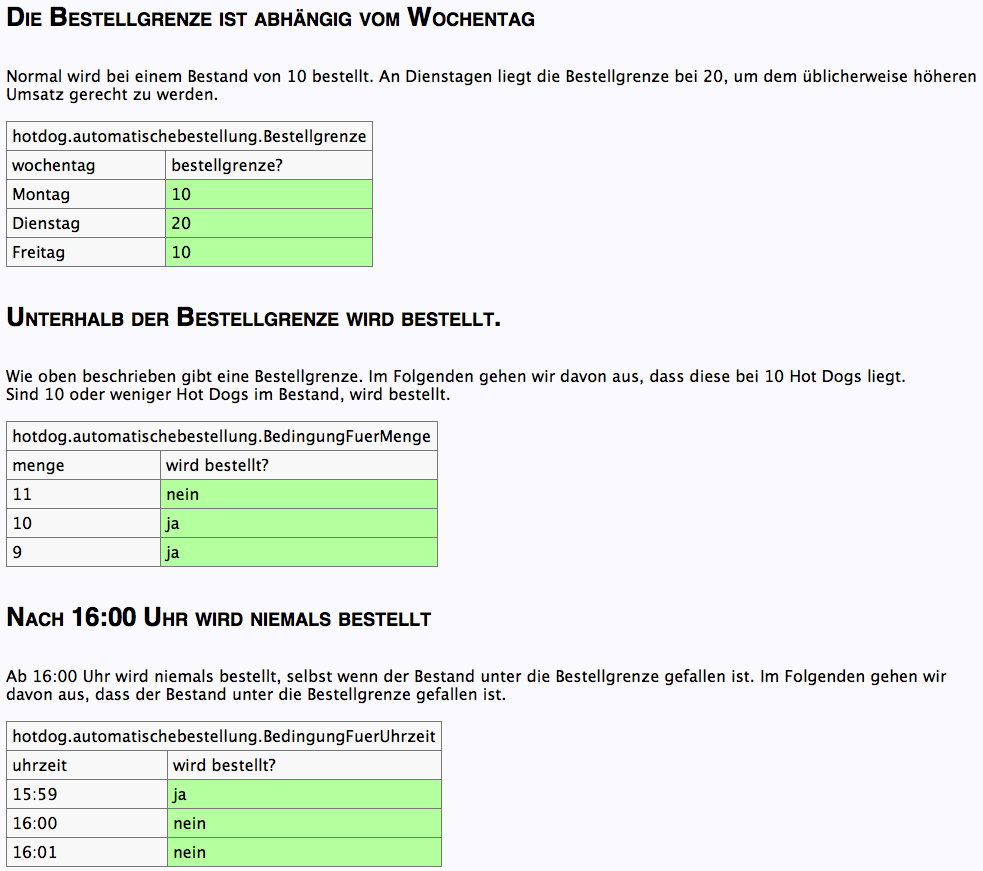 Die Bestellgrenze ist abhängig vom Wochentag
Normal wird bei einem Bestand von 10 bestellt. An Dienstagen liegt die Bestellgrenze bei 20, um dem üblicherweise höheren
Umsatz gerecht zu werden.
hotdog.automatischebestellung.Bestellgrenze
wochentag bestellgrenze?
Montag 10
Dienstag 20
Freitag 10
Unterhalb der Bestellgrenze wird bestellt.
Wie oben beschrieben gibt eine Bestellgrenze. Im Folgenden gehen wir davon aus, dass diese bei 10 Hot Dogs liegt.
Sind 10 oder weniger Hot Dogs im Bestand, wird bestellt.
hotdog.automatischebestellung.BedingungFuerMenge
menge wird bestellt?
11 nein
10 ja
9 ja
Nach 16:00 Uhr wird niemals bestellt
Ab 16:00 Uhr wird niemals bestellt, selbst wenn der Bestand unter die Bestellgrenze gefallen ist. Im Folgenden gehen wir
davon aus, dass der Bestand unter die Bestellgrenze gefallen ist.
hotdog.automatischebestellung.BedingungFuerUhrzeit
uhrzeit wird bestellt?
15:59 ja
16:00 nein
16:01 nein